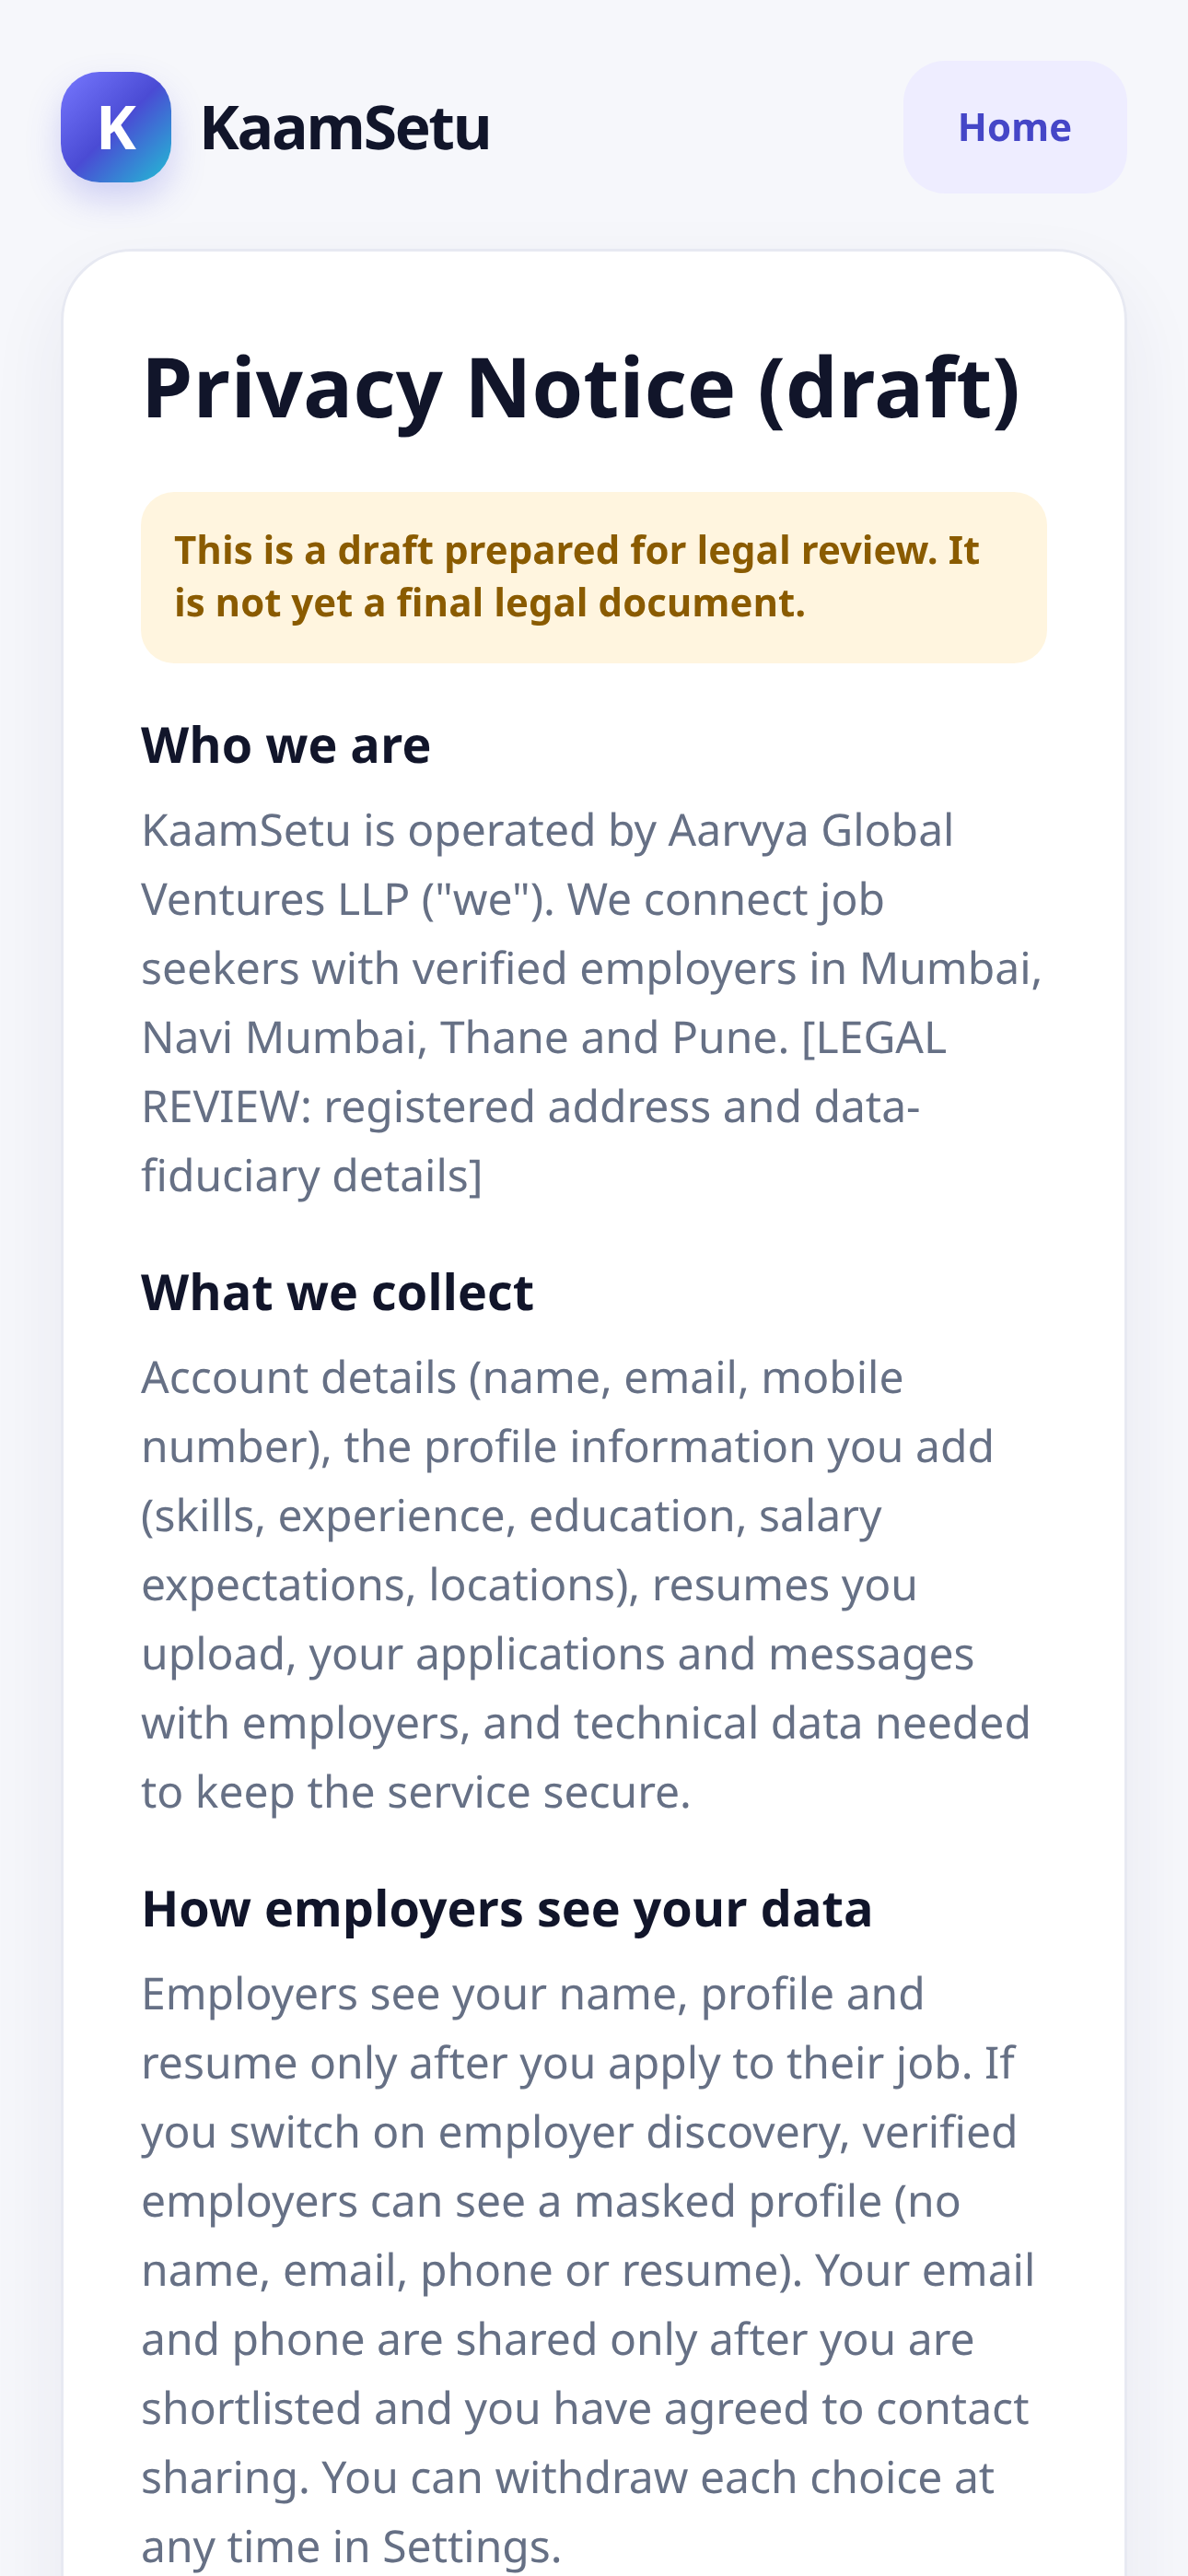 K
KaamSetu
Home
Privacy Notice (draft)
This is a draft prepared for legal review. It
is not yet a final legal document.
Who we are
KaamSetu is operated by Aarvya Global
Ventures LLP ("we"). We connect job
seekers with verified employers in Mumbai,
Navi Mumbai, Thane and Pune. [LEGAL
REVIEW: registered address and data-
fiduciary details]
What we collect
Account details (name, email, mobile
number), the profile information you add
(skills, experience, education, salary
expectations, locations), resumes you
upload, your applications and messages
with employers, and technical data needed
to keep the service secure.
How employers see your data
Employers see your name, profile and
resume only after you apply to their job. If
you switch on employer discovery, verified
employers can see a masked profile (no
name, email, phone or resume). Your email
and phone are shared only after you are
shortlisted and you have agreed to contact
sharing. You can withdraw each choice at
any time in Settings.